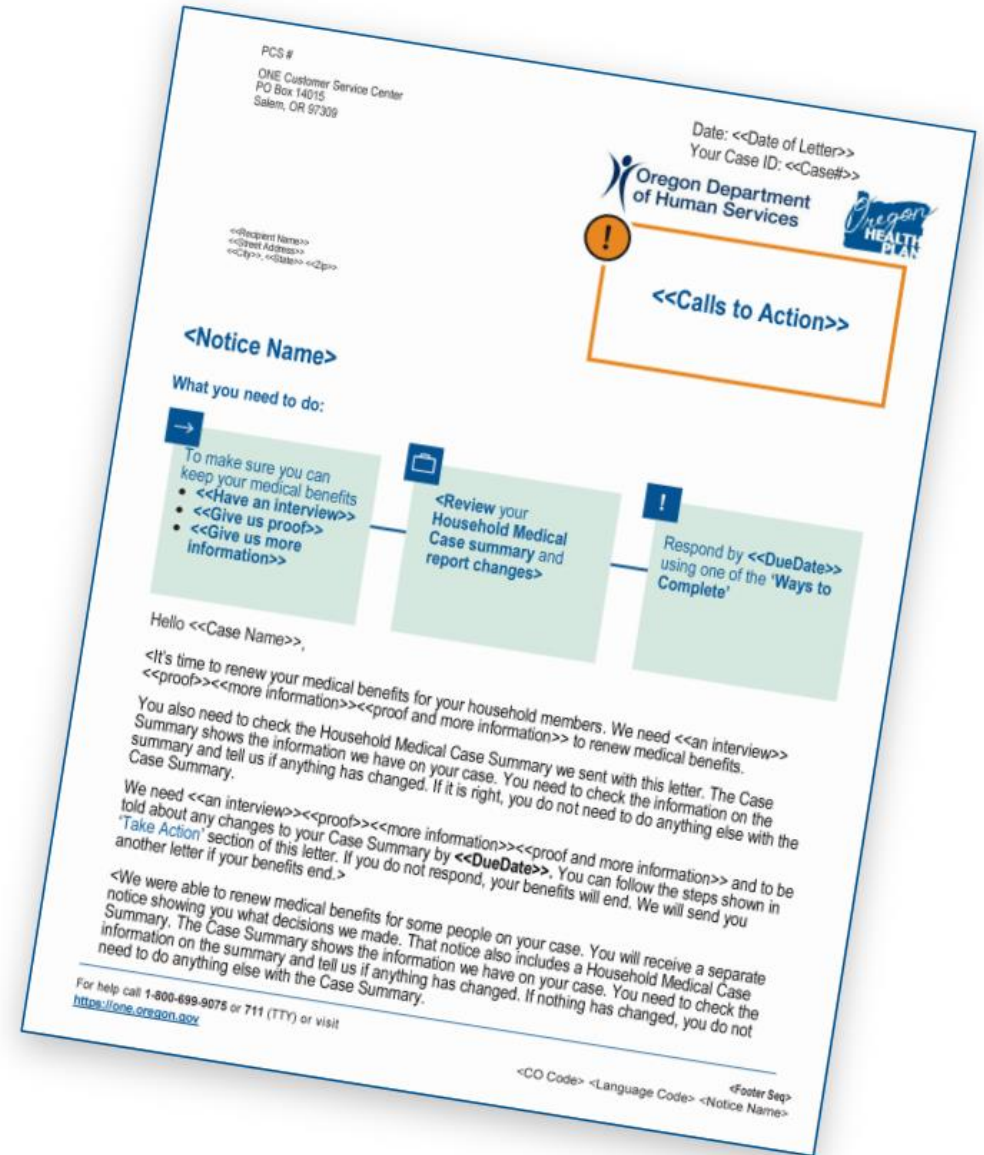 PCS #
ONE Customer Service Center
PO Box 14015
Salem, OR 97309
Date: <<Date of Letter>>
Your Case ID: <<Case#>>
Oregon Department
of Human Services
Oregon
HEALTH
PLAN
<<Recipient Name>>
<<Street Address>>
<<City>>, <<State>> <<Zip>>
!
<<Calls to Action>>
<Notice Name>
What you need to do:
To make sure you can
keep your medical benefits
• <<Have an interview>>
• <<Give us proof>>
• <<Give us more
information>>
<Review your
Household Medical
Case summary and
report changes>
!
Respond by <<DueDate>>
using one of the 'Ways to
Complete'
Hello <<Case Name>>,
<It's time to renew your medical benefits for your household members. We need <<an interview>>
<<proof>><<more information>><<proof and more information>> to renew medical benefits.
You also need to check the Household Medical Case Summary we sent with this letter. The Case
Summary shows the information we have on your case. You need to check the information on the
summary and tell us if anything has changed. If it is right, you do not need to do anything else with the
Case Summary.
We need <<an interview>><<proof>><<more information>><<proof and more information>> and to be
told about any changes to your Case Summary by <<DueDate>>. You can follow the steps shown in
'Take Action' section of this letter. If you do not respond, your benefits will end. We will send you
another letter if your benefits end.>
<We were able to renew medical benefits for some people on your case. You will receive a separate
notice showing you what decisions we made. That notice also includes a Household Medical Case
Summary. The Case Summary shows the information we have on your case. You need to check the
information on the summary and tell us if anything has changed. If nothing has changed, you do not
need to do anything else with the Case Summary.
For help call 1-800-699-9075 or 711 (TTY) or visit
https://one.oregon.gov
<Footer Seq>
<CO Code> <Language Code> <Notice Name>